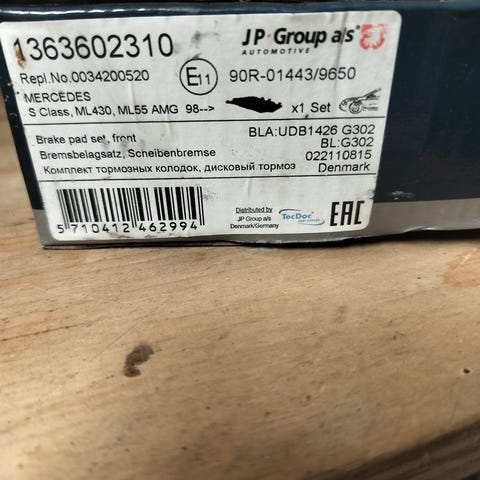 1363602310
JP Group a/s
AUTOMOTIVE
Repl.No.0034200520
E11
90R-01443/9650
MERCEDES
S Class, ML430, ML55 AMG 98-->
x1 Set
Brake pad set, front
Bremsbelagsatz, Scheibenbremse
Комплект тормозных колодок, дисковый тормоз
BLA:UDB1426 G302
BL:G302
022110815
Denmark
5 710412 462994
Distributed by
JP Group a/s
Denmark/Germany
TecDoc
EAC